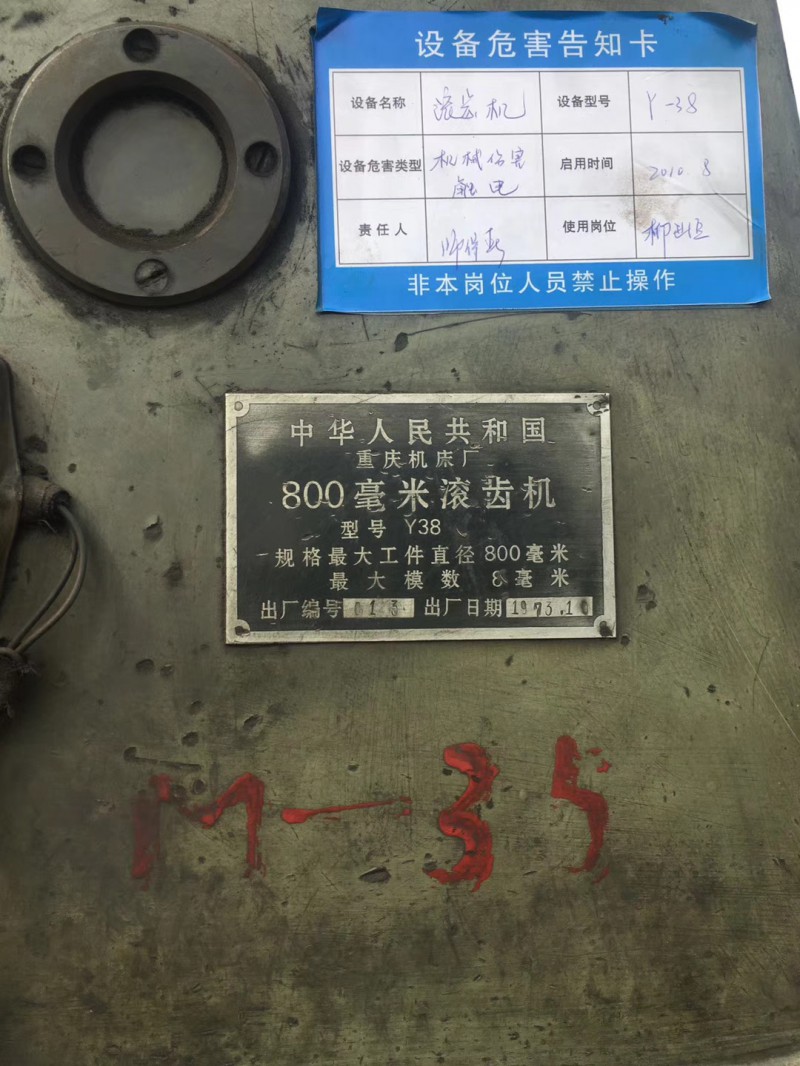 设备危害告知卡
设备名称 滚齿机 设备型号 Y-38
设备危害类型 机械伤害 触电 启用时间 2010.8
责任人 使用岗位
非本岗位人员禁止操作
中华人民共和国
重庆机床厂
800毫米滚齿机
型号 Y38
规格最大工件直径800毫米
最大模数 8毫米
出厂编号 出厂日期 1973.10
M-35